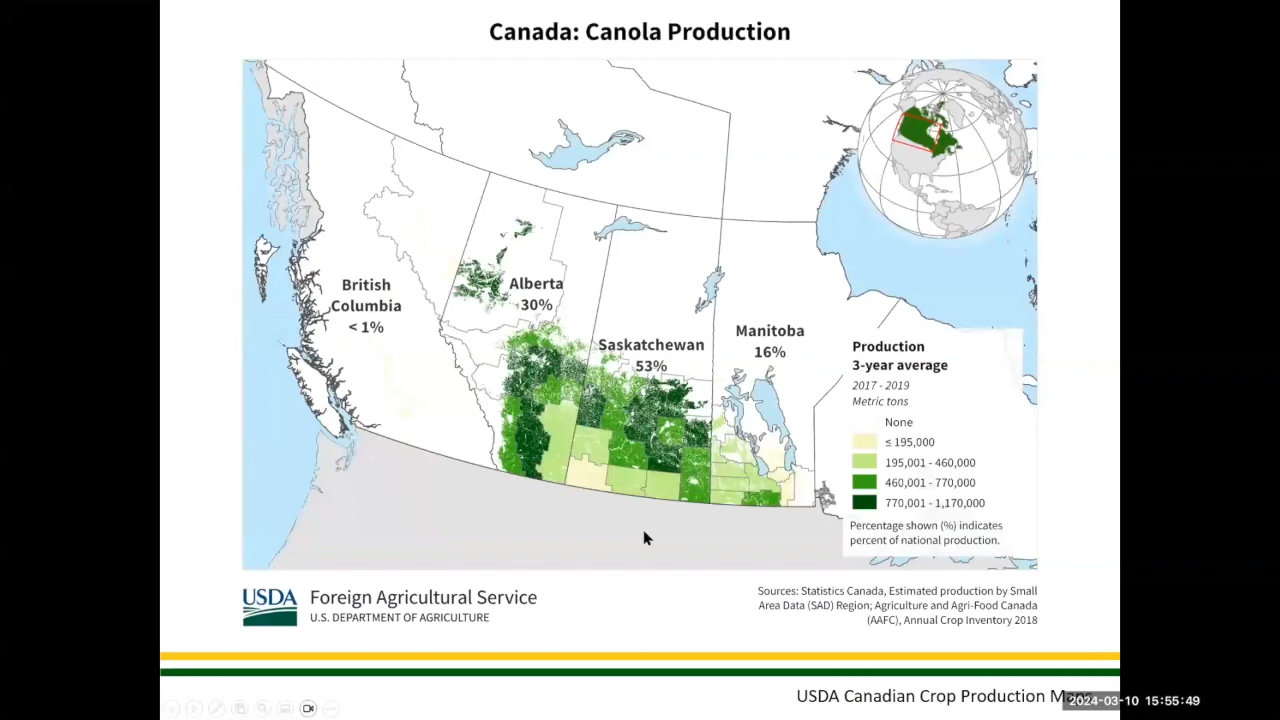 Canada: Canola Production
British
Columbia
< 1%
Alberta
30%
Saskatchewan
53%
Manitoba
16%
Production
3-year average
2017 - 2019
Metric tons
None
≤ 195,000
195,001 - 460,000
460,001 - 770,000
770,001 - 1,170,000
Percentage shown (%) indicates
percent of national production.
USDA
Foreign Agricultural Service
U.S. DEPARTMENT OF AGRICULTURE
Sources: Statistics Canada, Estimated production by Small
Area Data (SAD) Region; Agriculture and Agri-Food Canada
(AAFC), Annual Crop Inventory 2018
USDA Canadian Crop Production Maps
2024-03-10 15:55:49